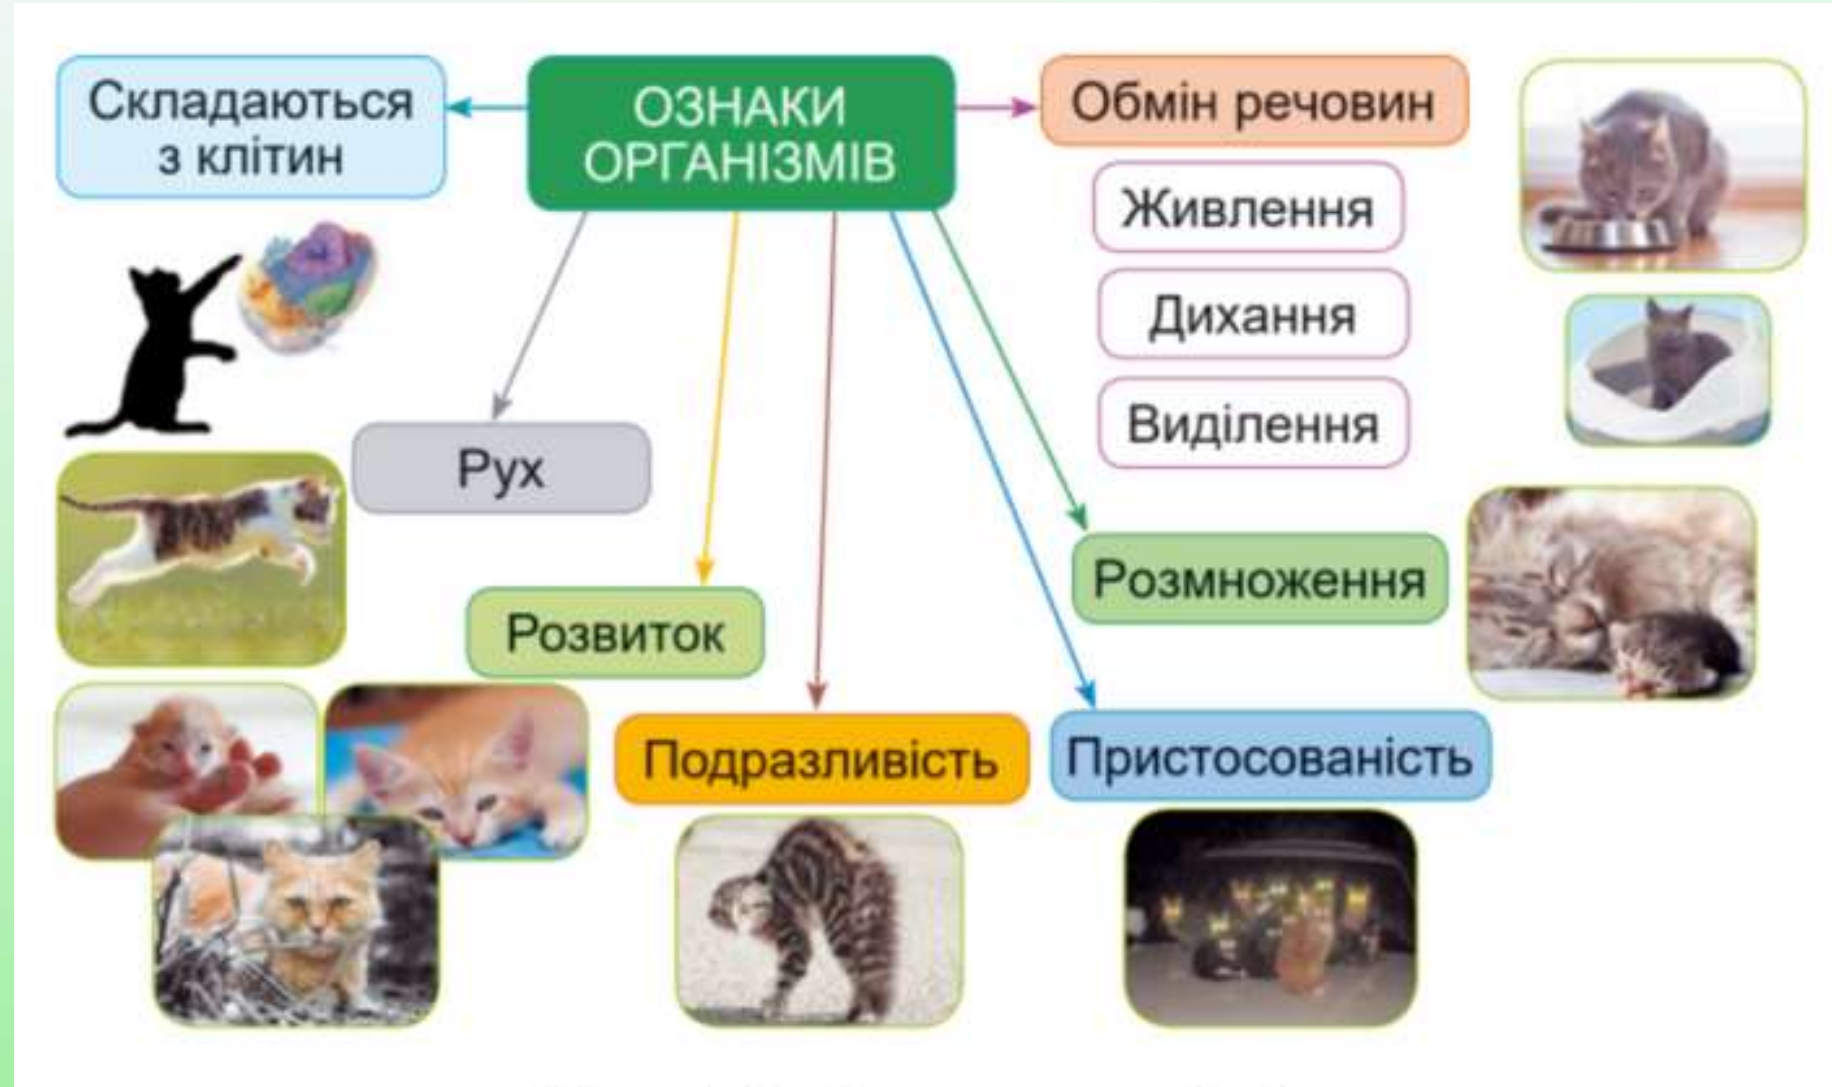 ОЗНАКИ
ОРГАНІЗМІВ
Складаються
з клітин
Обмін речовин
Живлення
Дихання
Виділення
Рух
Розмноження
Розвиток
Подразливість
Пристосованість